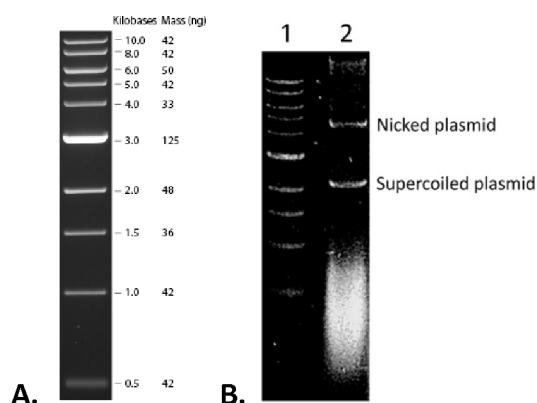 Kilobases Mass (ng)
10.0 42
8.0 42
6.0 50
5.0 42
4.0 33
3.0 125
2.0 48
1.5 36
1.0 42
0.5 42
A.
1 2
Nicked plasmid
Supercoiled plasmid
B.